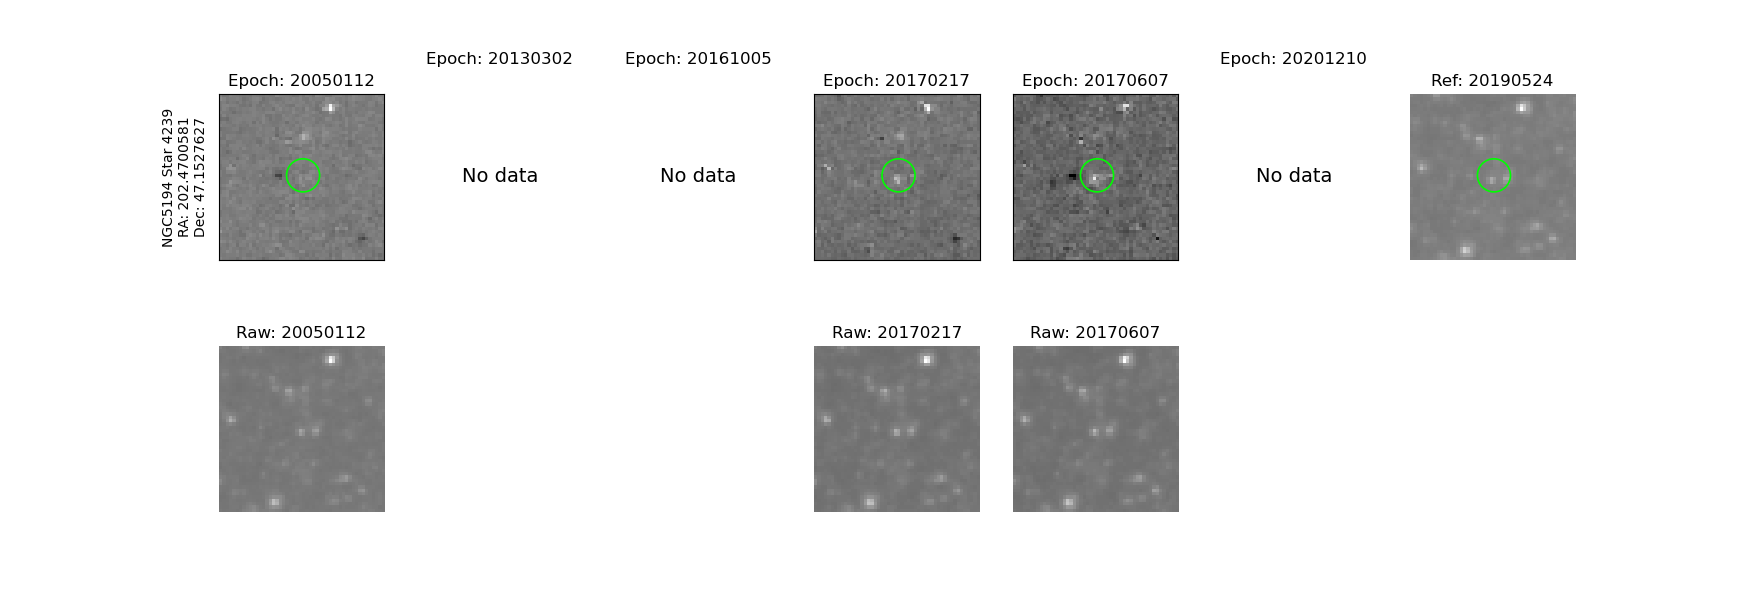 Epoch: 20050112
Epoch: 20130302
Epoch: 20161005
Epoch: 20170217
Epoch: 20170607
Epoch: 20201210
Ref: 20190524
NGC5194 Star 4239
RA: 202.4700581
Dec: 47.1527627
No data
No data
No data
Raw: 20050112
Raw: 20170217
Raw: 20170607